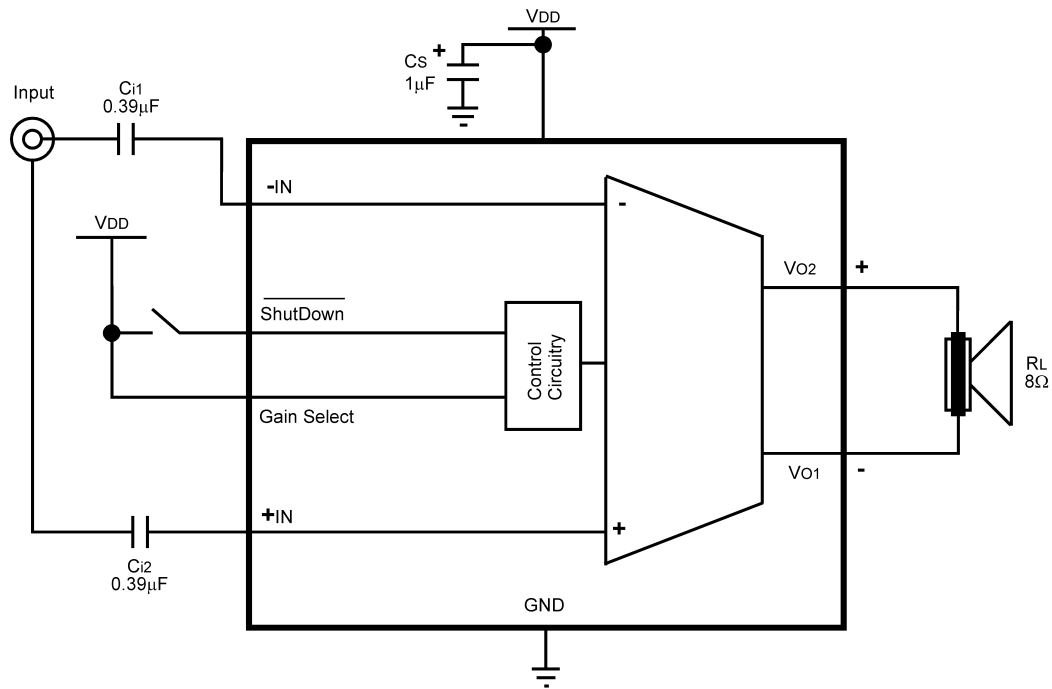 VDD
CS +
1μF
Input
Ci1
0.39μF
-IN
-
VDD
VO2
+
ShutDown
Control
Circuitry
RL
8Ω
Gain Select
VO1
-
+IN
+
Ci2
0.39μF
GND